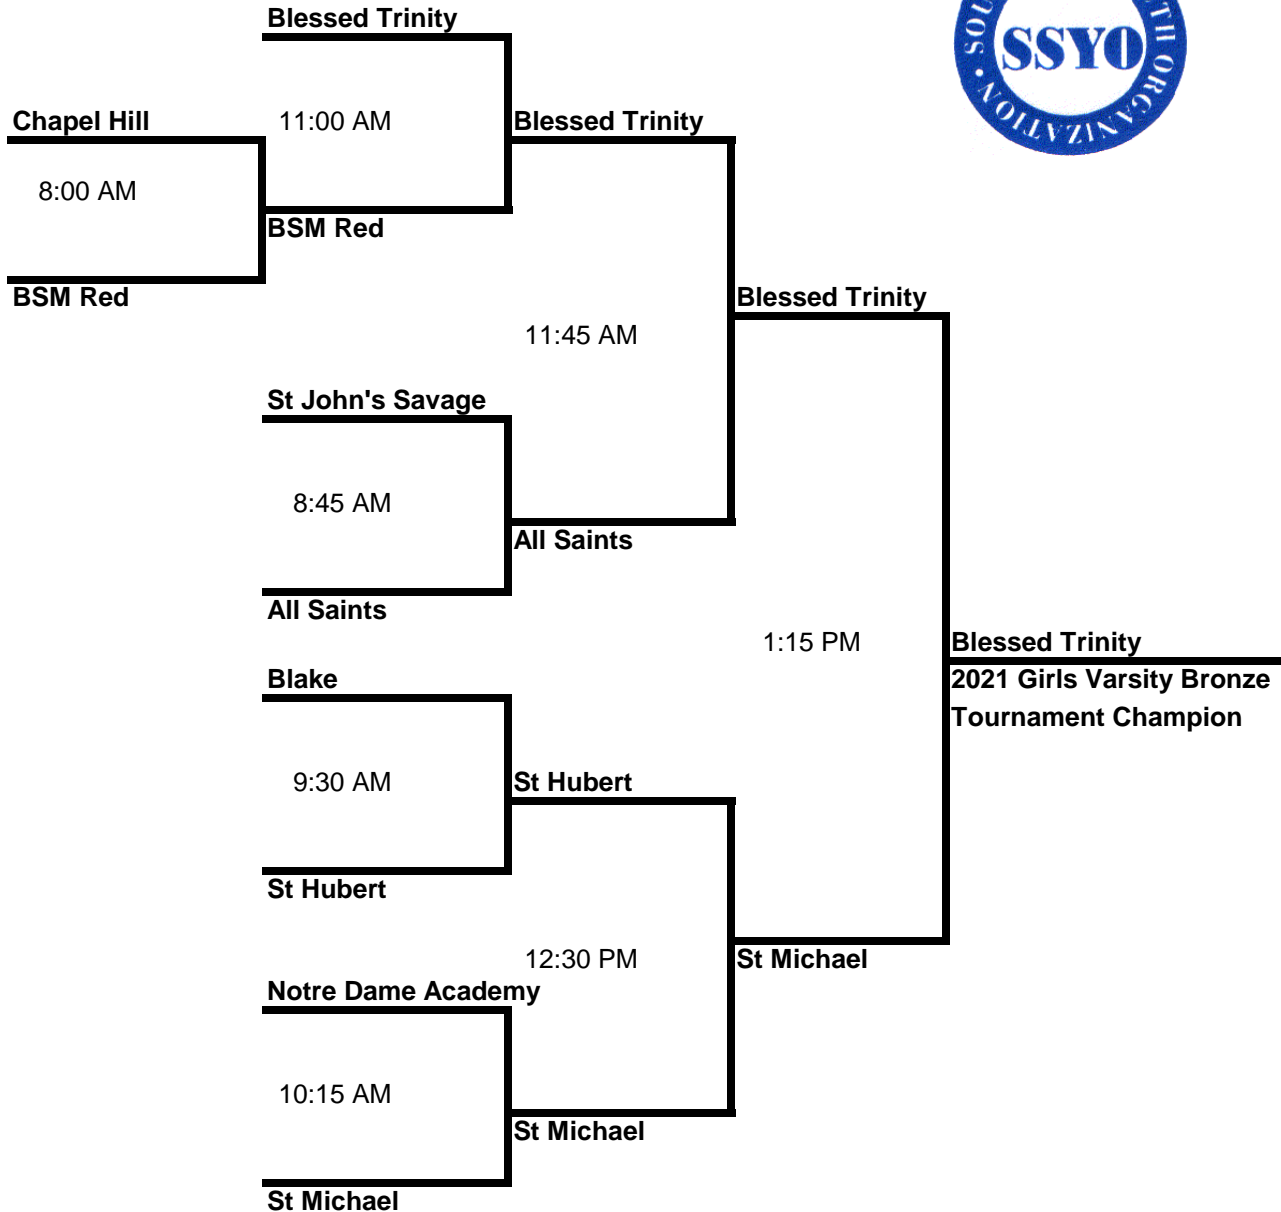 Blessed Trinity
SSYO
ORGANIZATION
Chapel Hill
11:00 AM
Blessed Trinity
8:00 AM
BSM Red
BSM Red
Blessed Trinity
11:45 AM
St John's Savage
8:45 AM
All Saints
All Saints
1:15 PM
Blessed Trinity
Blake
2021 Girls Varsity Bronze
Tournament Champion
9:30 AM
St Hubert
St Hubert
12:30 PM
St Michael
Notre Dame Academy
10:15 AM
St Michael
St Michael